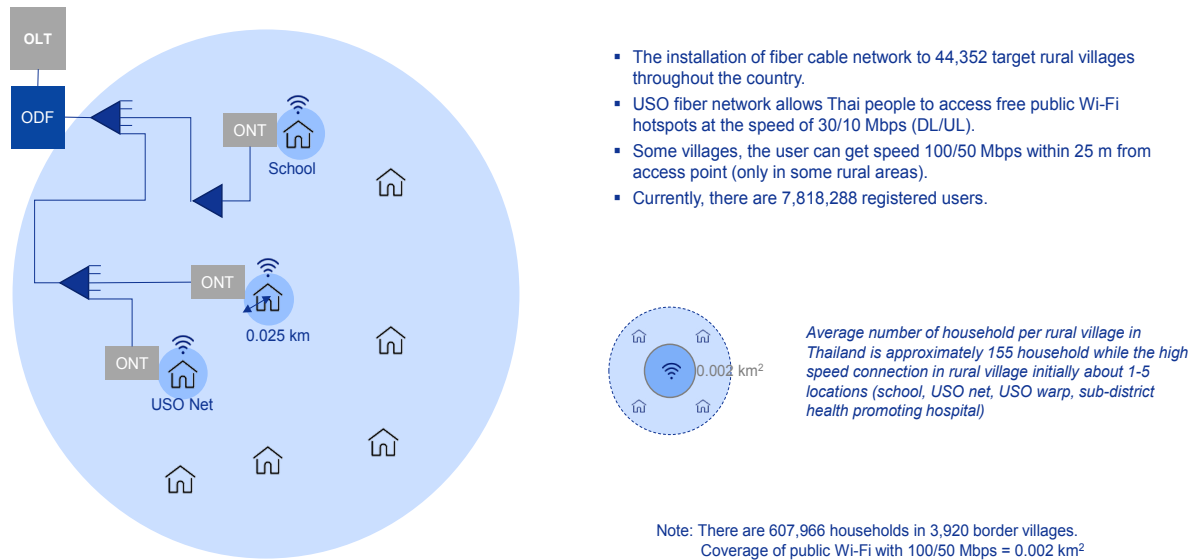 OLT
ODF
ONT
School
ONT
0.025 km
ONT
USO Net
▪ The installation of fiber cable network to 44,352 target rural villages
throughout the country.
▪ USO fiber network allows Thai people to access free public Wi-Fi
hotspots at the speed of 30/10 Mbps (DL/UL).
▪ Some villages, the user can get speed 100/50 Mbps within 25 m from
access point (only in some rural areas).
▪ Currently, there are 7,818,288 registered users.
0.002 km²
Average number of household per rural village in
Thailand is approximately 155 household while the high
speed connection in rural village initially about 1-5
locations (school, USO net, USO warp, sub-district
health promoting hospital)
Note: There are 607,966 households in 3,920 border villages.
Coverage of public Wi-Fi with 100/50 Mbps = 0.002 km²